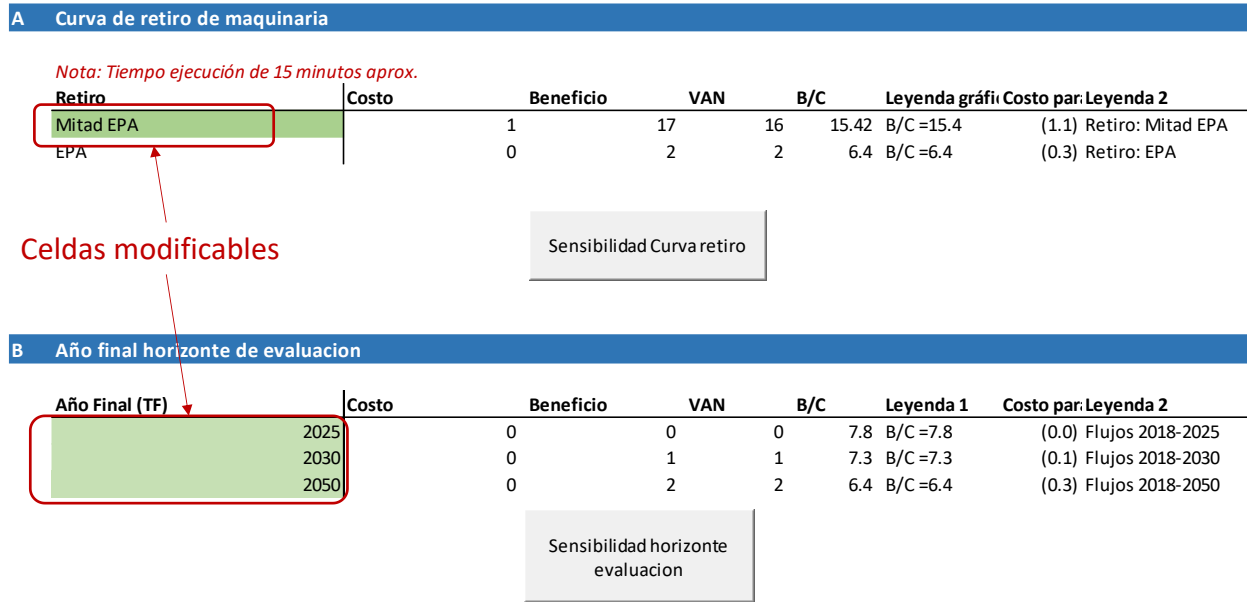 A Curva de retiro de maquinaria
Nota: Tiempo ejecución de 15 minutos aprox.
Retiro Costo Beneficio VAN B/C Leyenda gráfi Costo par Leyenda 2
Mitad EPA 1 17 16 15.42 B/C =15.4 (1.1) Retiro: Mitad EPA
EPA 0 2 2 6.4 B/C =6.4 (0.3) Retiro: EPA
Celdas modificables
Sensibilidad Curva retiro
B Año final horizonte de evaluacion
Año Final (TF) Costo Beneficio VAN B/C Leyenda 1 Costo par Leyenda 2
2025 0 0 0 7.8 B/C =7.8 (0.0) Flujos 2018-2025
2030 0 1 1 7.3 B/C =7.3 (0.1) Flujos 2018-2030
2050 0 2 2 6.4 B/C =6.4 (0.3) Flujos 2018-2050
Sensibilidad horizonte
evaluacion